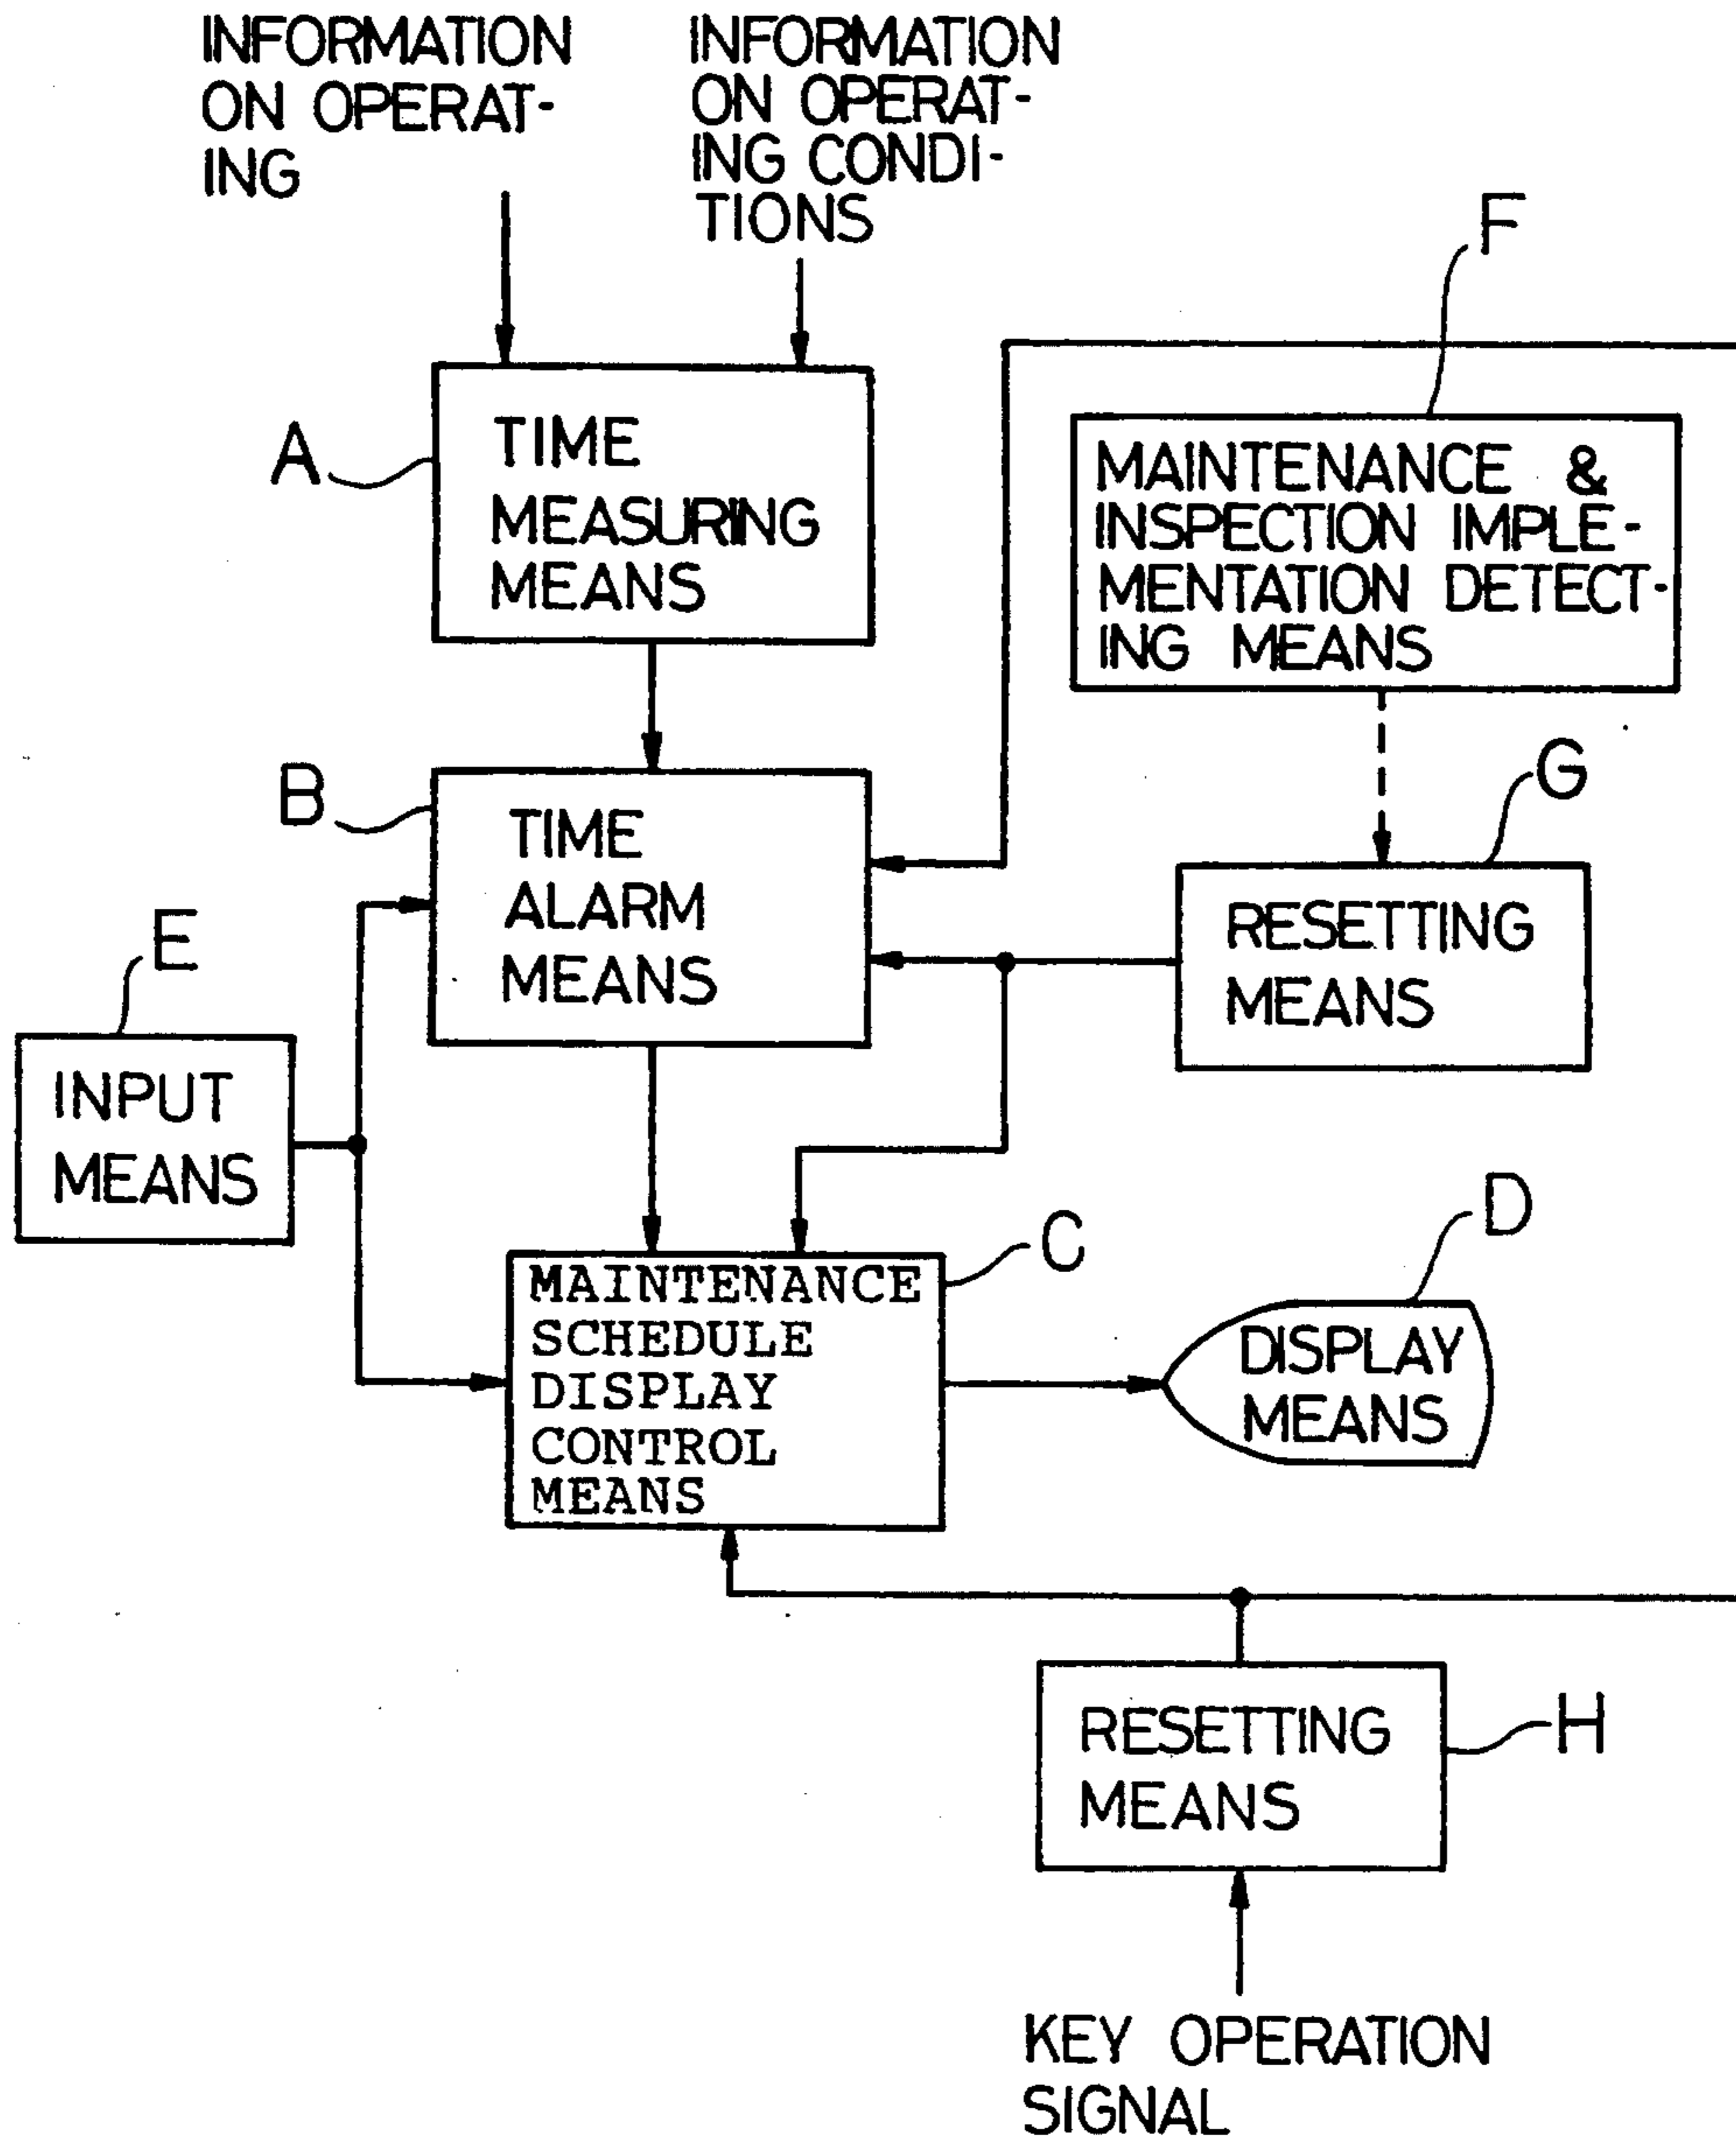 INFORMATION
ON OPERAT-
ING
INFORMATION
ON OPERAT-
ING CONDI-
TIONS
F
A
TIME
MEASURING
MEANS
MAINTENANCE &
INSPECTION IMPLE-
MENTATION DETECT-
ING MEANS
B
TIME
ALARM
MEANS
G
RESETTING
MEANS
E
INPUT
MEANS
C
MAINTENANCE
SCHEDULE
DISPLAY
CONTROL
MEANS
D
DISPLAY
MEANS
RESETTING
MEANS
H
KEY OPERATION
SIGNAL